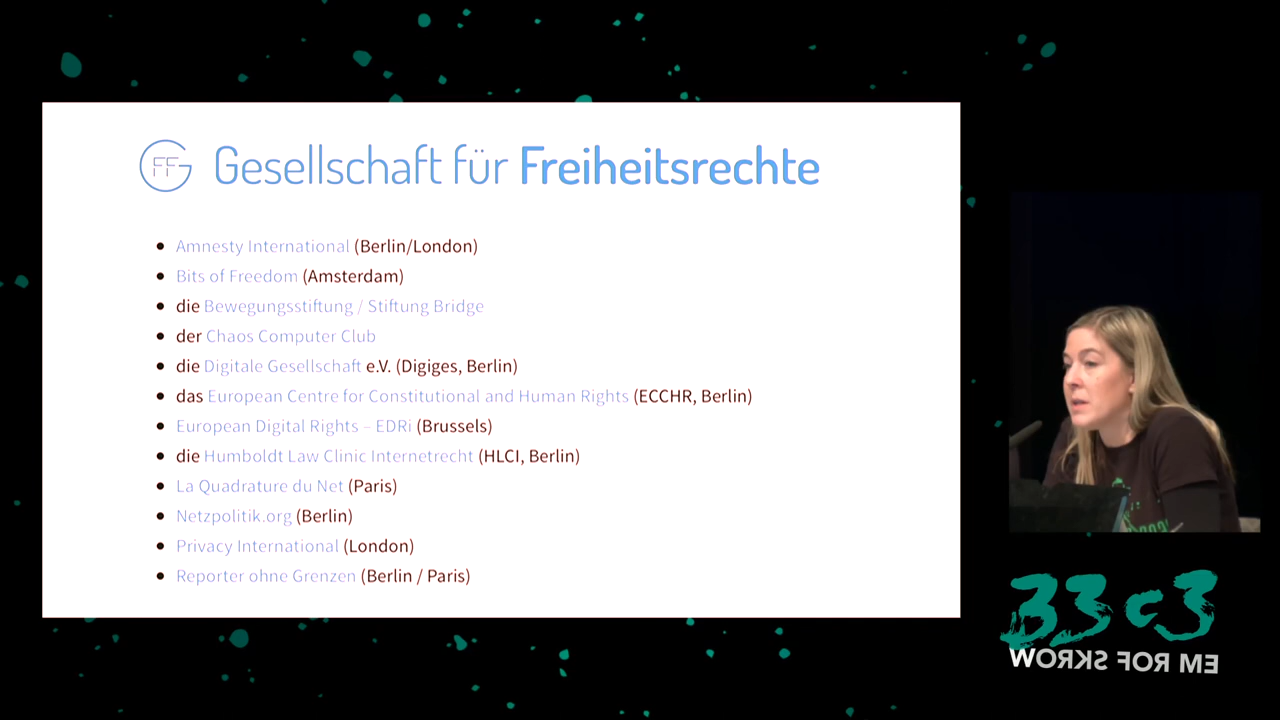 GFF Gesellschaft für Freiheitsrechte
• Amnesty International (Berlin/London)
• Bits of Freedom (Amsterdam)
• die Bewegungsstiftung / Stiftung Bridge
• der Chaos Computer Club
• die Digitale Gesellschaft e.V. (Digiges, Berlin)
• das European Centre for Constitutional and Human Rights (ECCHR, Berlin)
• European Digital Rights – EDRi (Brussels)
• die Humboldt Law Clinic Internetrecht (HLCI, Berlin)
• La Quadrature du Net (Paris)
• Netzpolitik.org (Berlin)
• Privacy International (London)
• Reporter ohne Grenzen (Berlin / Paris)
33c3
WORKS FOR ME